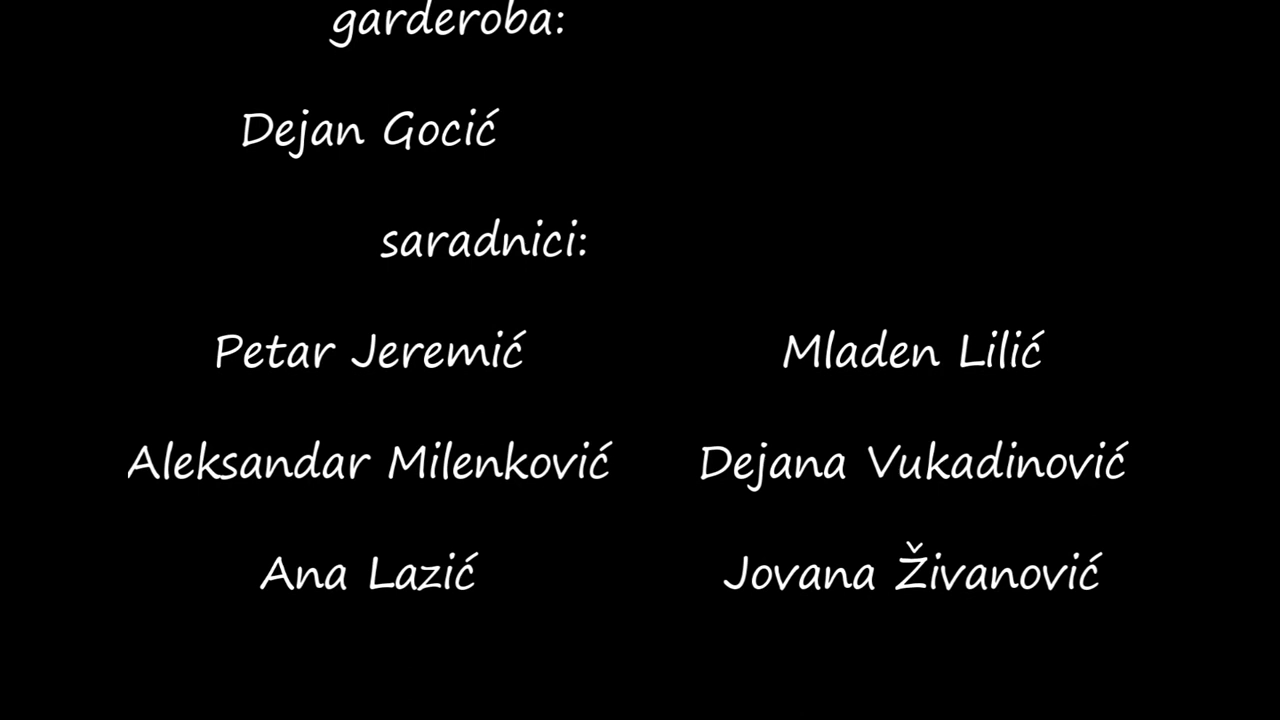 garderoba:
Dejan Gocić
saradnici:
Petar Jeremić Mladen Lilić
Aleksandar Milenković Dejana Vukadinović
Ana Lazić Jovana Živanović